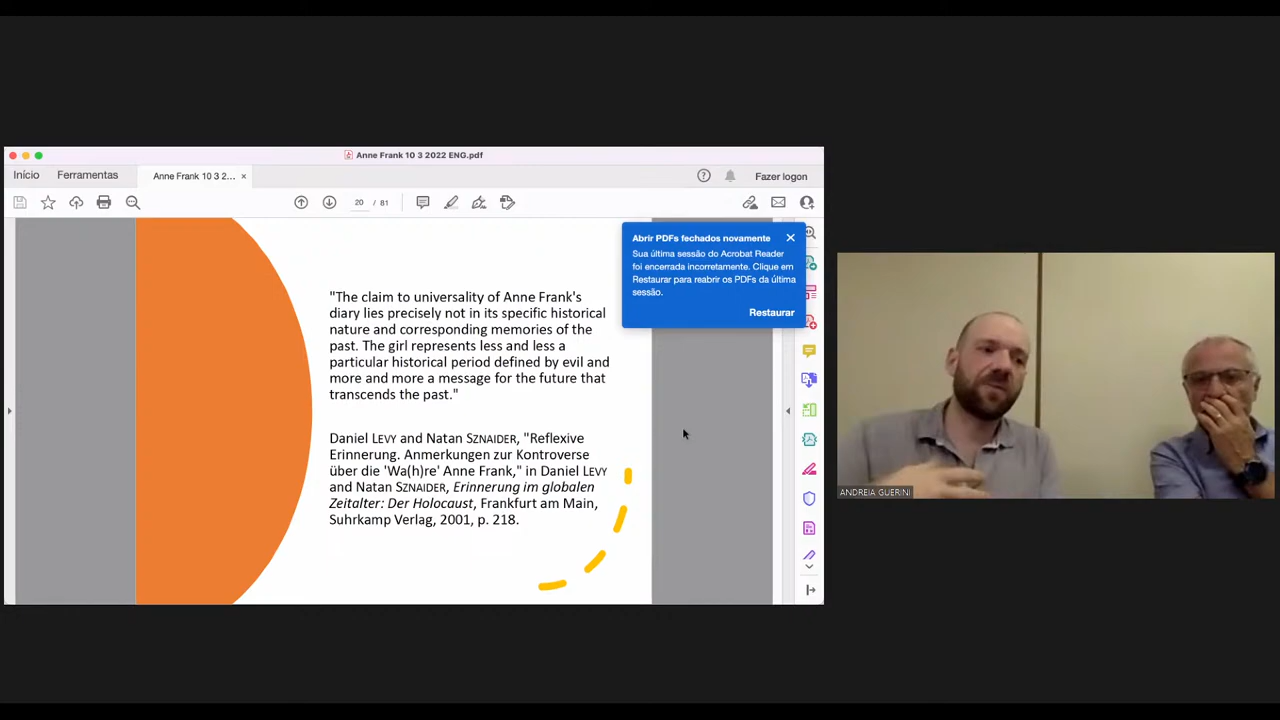 Anne Frank 10 3 2022 ENG.pdf
Início
Ferramentas
Anne Frank 10 3 2...
Fazer logon
20 / 81
Abrir PDFs fechados novamente
Sua última sessão do Acrobat Reader
foi encerrada incorretamente. Clique em
Restaurar para reabrir os PDFs da última
sessão.
Restaurar
"The claim to universality of Anne Frank's
diary lies precisely not in its specific historical
nature and corresponding memories of the
past. The girl represents less and less a
particular historical period defined by evil and
more and more a message for the future that
transcends the past."
Daniel LEVY and Natan SZNAIDER, "Reflexive
Erinnerung. Anmerkungen zur Kontroverse
über die 'Wa(h)re' Anne Frank," in Daniel LEVY
and Natan SZNAIDER, Erinnerung im globalen
Zeitalter: Der Holocaust, Frankfurt am Main,
Suhrkamp Verlag, 2001, p. 218.
ANDREIA GUERINI